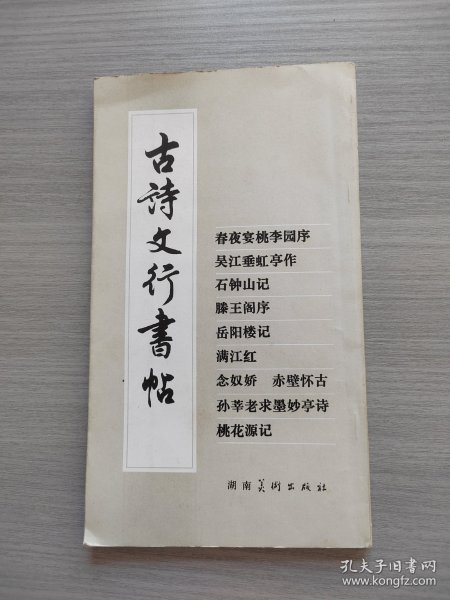 古诗文行書帖
春夜宴桃李园序
吴江垂虹亭作
石钟山记
滕王阁序
岳阳楼记
满江红
念奴娇 赤壁怀古
孙莘老求墨妙亭诗
桃花源记
湖南美術出版社
孔夫子旧书网
www.kongfz.com